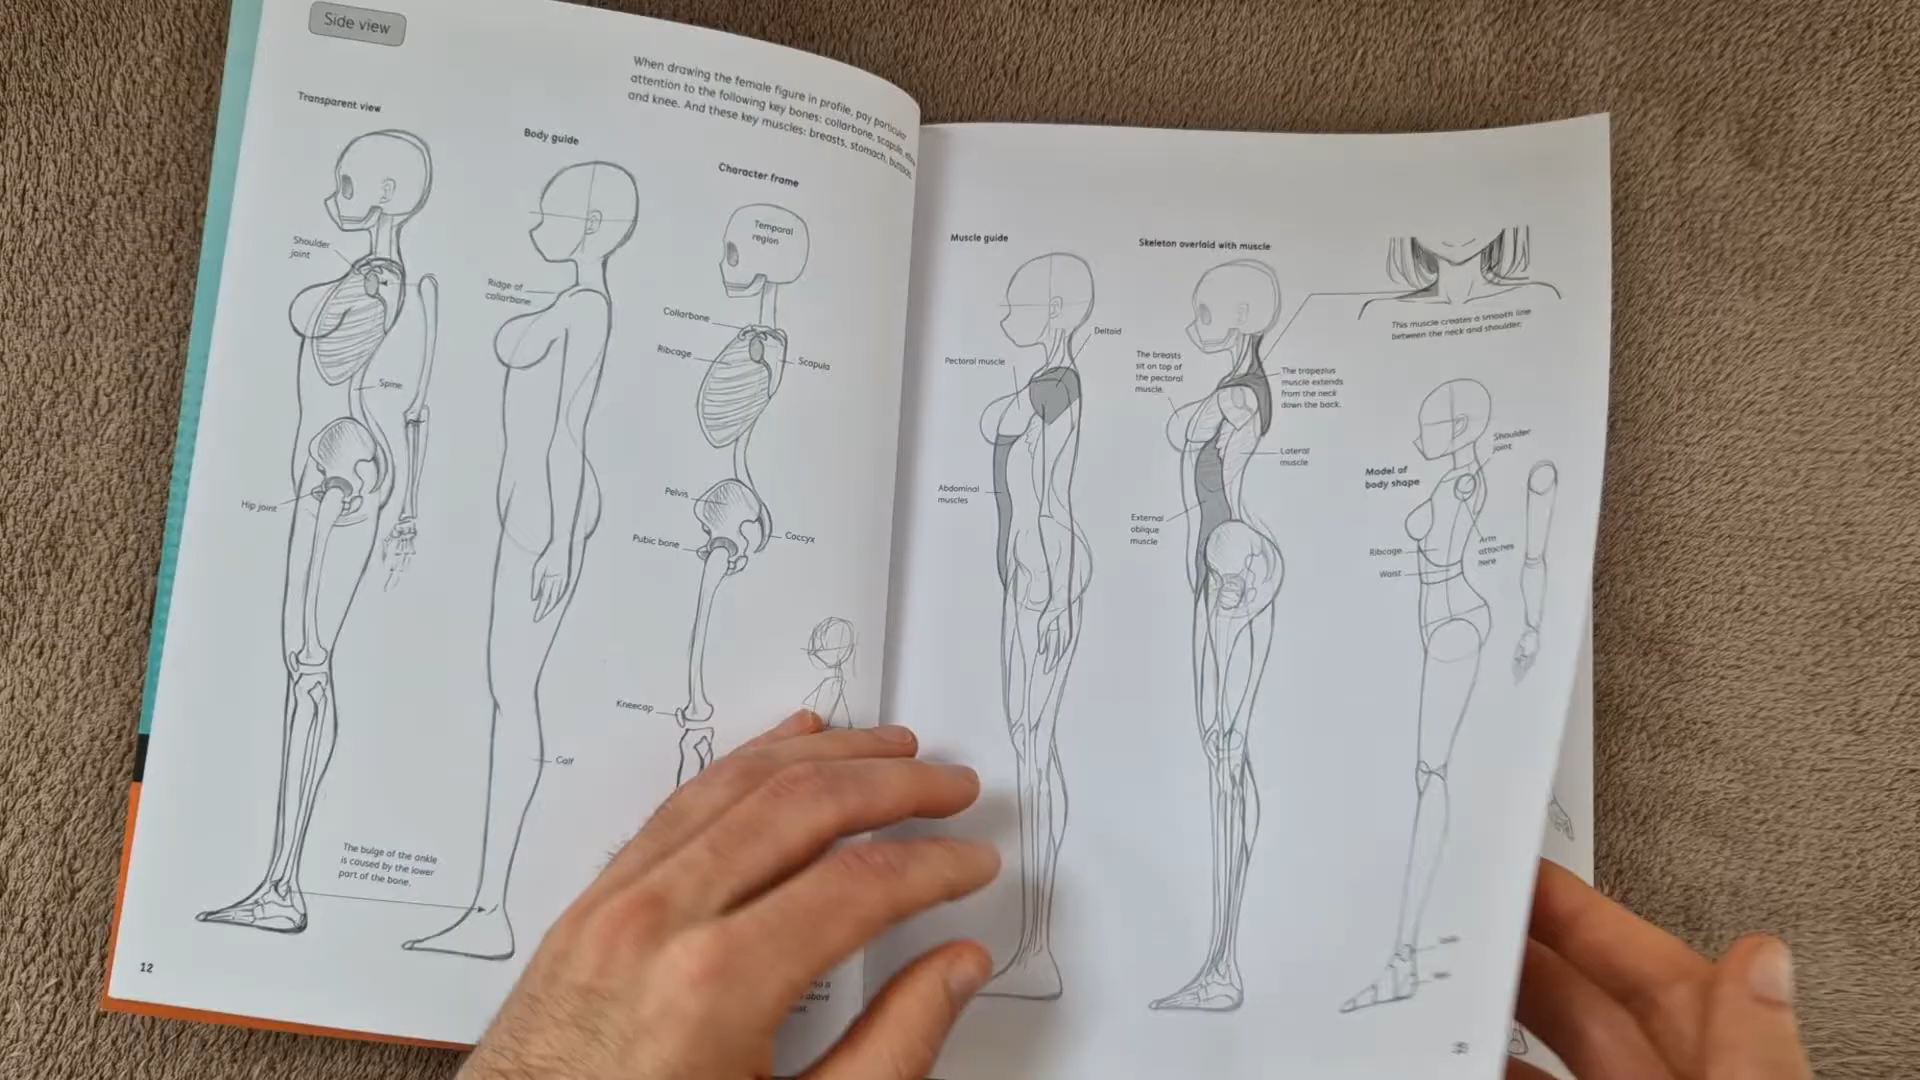 Side view
When drawing the female figure in profile, pay particular
attention to the following key bones: collarbone, scapula,
and knee. And these key muscles: breasts, stomach, buttocks,
Transparent view
Body guide
Character frame
Temporal
region
Shoulder
joint
Ridge of
collarbone
Collarbone
Ribcage
Scapula
Spine
Hip joint
Pelvis
Pubic bone
Coccyx
Kneecap
Calf
The bulge of the ankle
is caused by the lower
part of the bone.
above
12
Muscle guide
Skeleton overlaid with muscle
This muscle creates a smooth line
between the neck and shoulder.
Deltoid
Pectoral muscle
The breasts
sit on top of
the pectoral
muscle.
The trapezius
muscle extends
from the neck
down the back.
Lateral
muscle
Abdominal
muscles
External
oblique
muscle
Model of
body shape
Shoulder
joint
Ribcage
Waist
Arm
attaches
here